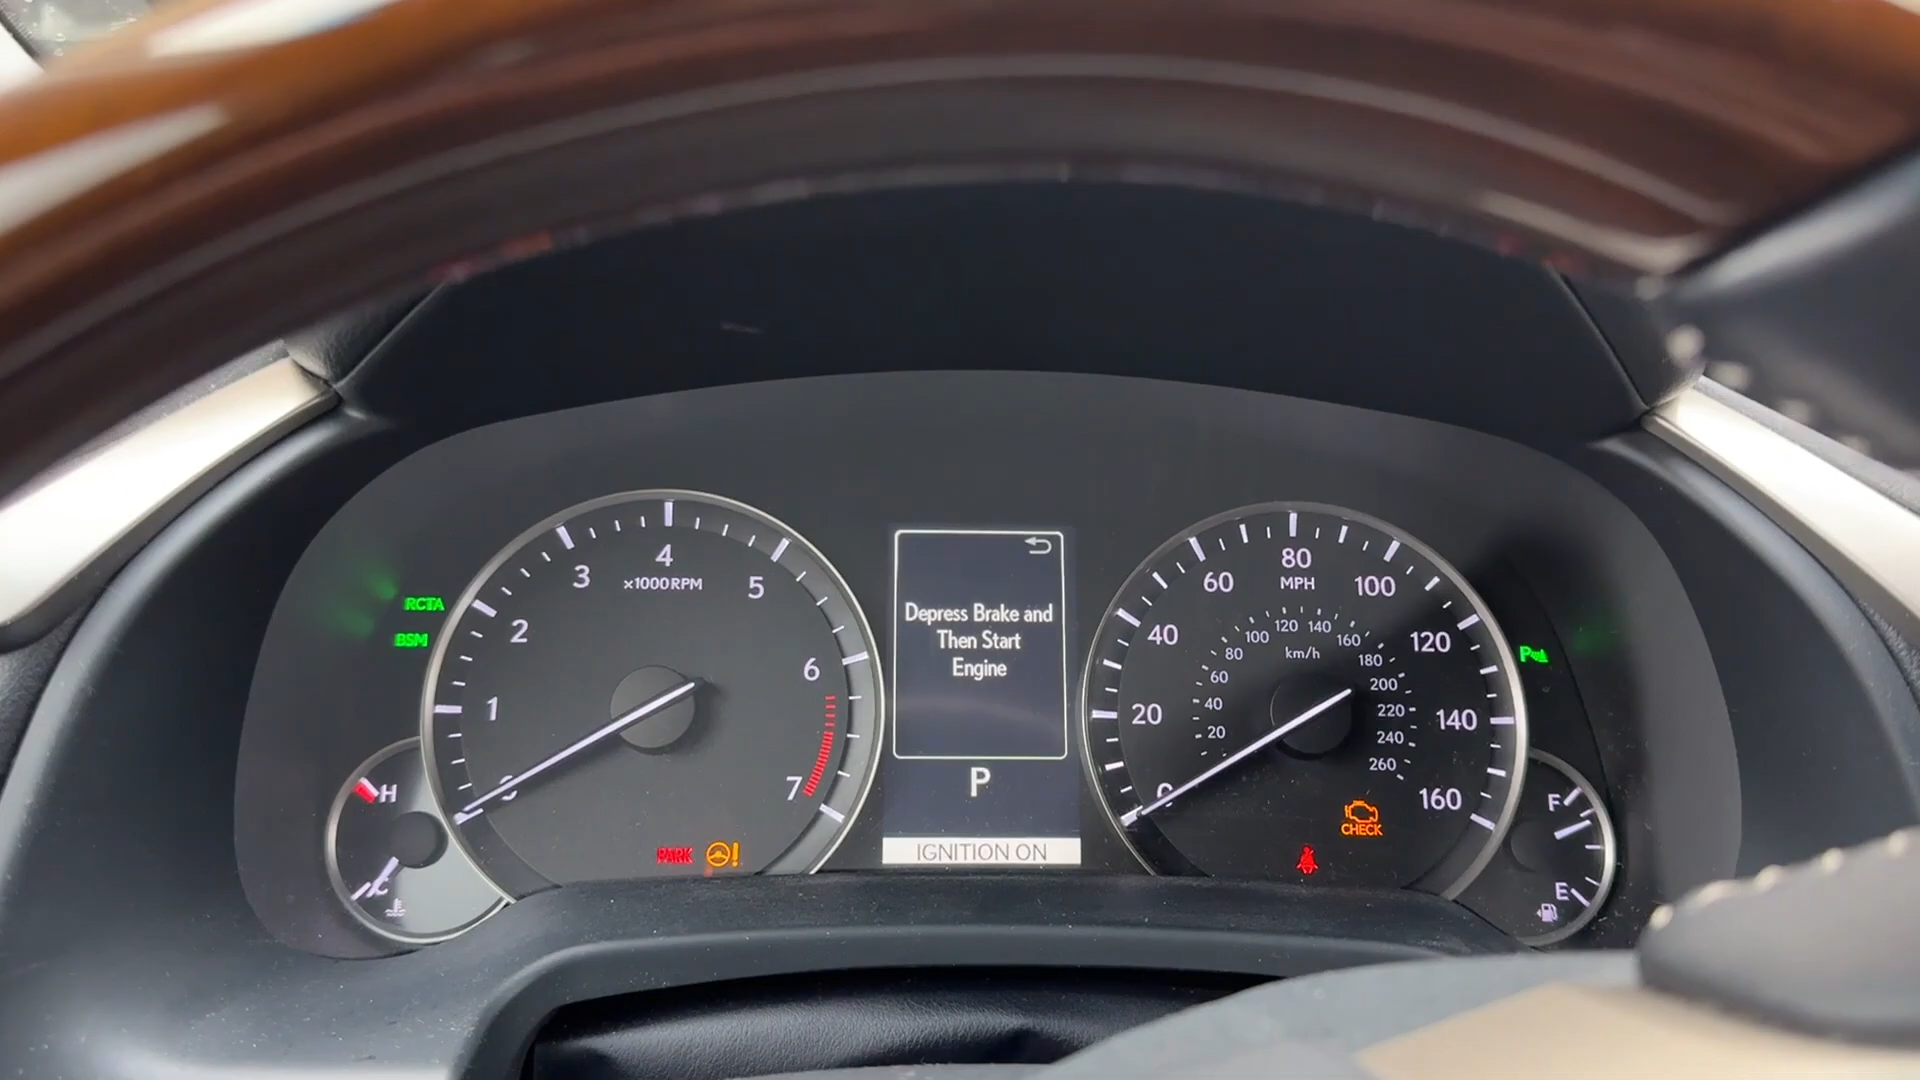 RCTA
BSM
4
3
5
×1000RPM
2
6
1
7
H
C
PARK
!
Depress Brake and
Then Start
Engine
P
IGNITION ON
80
MPH
60
100
40
120
20
140
0
160
120
140
100
160
80
km/h
180
60
200
40
220
20
240
260
CHECK
P
F
E